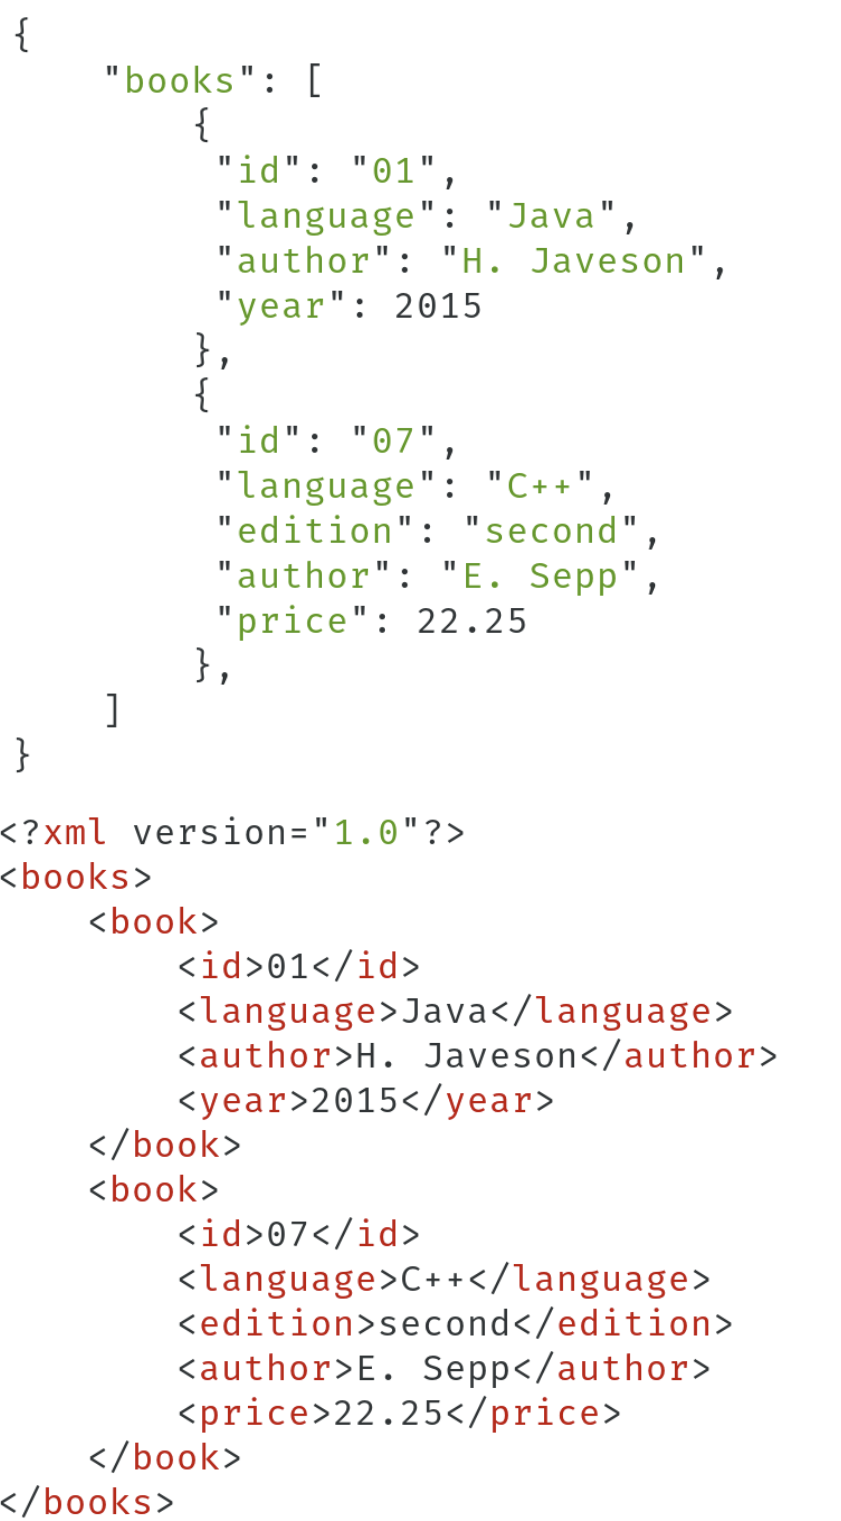 {
    "books": [
        {
         "id": "01",
         "language": "Java",
         "author": "H. Javeson",
         "year": 2015
        },
        {
         "id": "07",
         "language": "C++",
         "edition": "second",
         "author": "E. Sepp",
         "price": 22.25
        },
    ]
}
<?xml version="1.0"?>
<books>
    <book>
        <id>01</id>
        <language>Java</language>
        <author>H. Javeson</author>
        <year>2015</year>
    </book>
    <book>
        <id>07</id>
        <language>C++</language>
        <edition>second</edition>
        <author>E. Sepp</author>
        <price>22.25</price>
    </book>
</books>